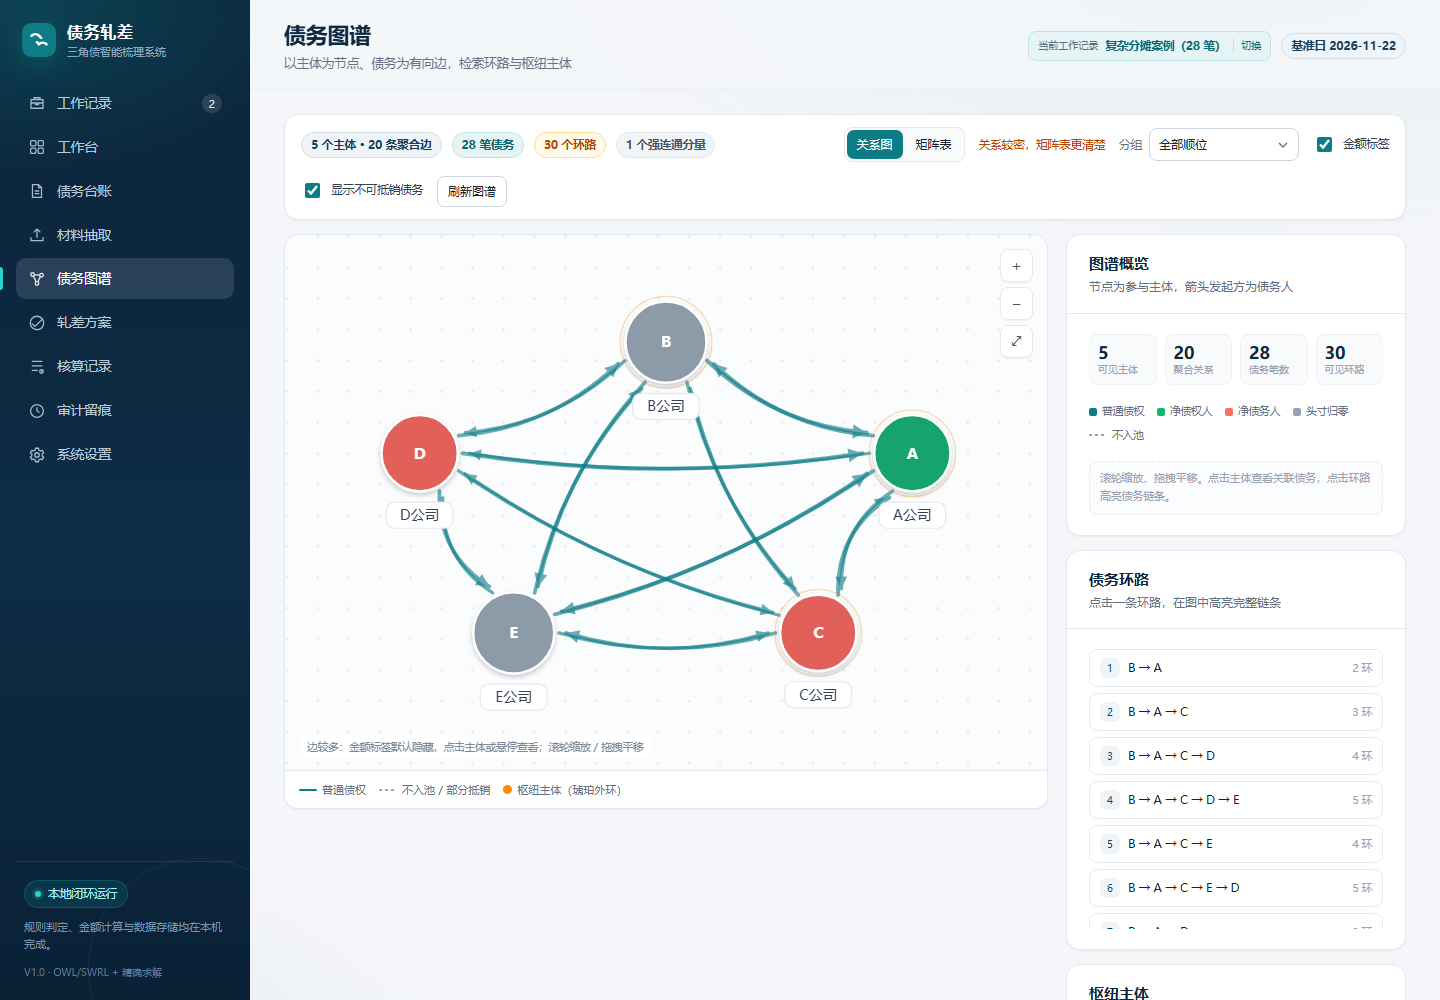 债务轧差
三角债智能梳理系统
工作记录 2
工作台
债务台账
材料抽取
债务图谱
轧差方案
核算记录
审计留痕
系统设置
本地闭环运行
规则判定、金额计算与数据存储均在本机
完成。
V1.0 · OWL/SWRL + 精确求解
债务图谱
以主体为节点、债务为有向边，检索环路与枢纽主体
当前工作记录 复杂分摊案例（28 笔） 切换
基准日 2026-11-22
5 个主体 • 20 条聚合边
28 笔债务
30 个环路
1 个强连通分量
关系图 矩阵表
关系较密，矩阵表更清楚
分组 全部顺位
金额标签
显示不可抵销债务
刷新图谱
+
−
B
B公司
D
D公司
A
A公司
E
E公司
C
C公司
边较多：金额标签默认隐藏，点击主体或悬停查看；滚轮缩放 / 拖拽平移
普通债权 不入池 / 部分抵销 枢纽主体（琥珀外环）
图谱概览
节点为参与主体，箭头发起方为债务人
5
可见主体
20
聚合关系
28
债务笔数
30
可见环路
普通债权 净债权人 净债务人 头寸归零
不入池
滚轮缩放、拖拽平移。点击主体查看关联债务，点击环路
高亮债务链条。
债务环路
点击一条环路，在图中高亮完整链条
1 B → A 2 环
2 B → A → C 3 环
3 B → A → C → D 4 环
4 B → A → C → D → E 5 环
5 B → A → C → E 4 环
6 B → A → C → E → D 5 环
枢纽主体